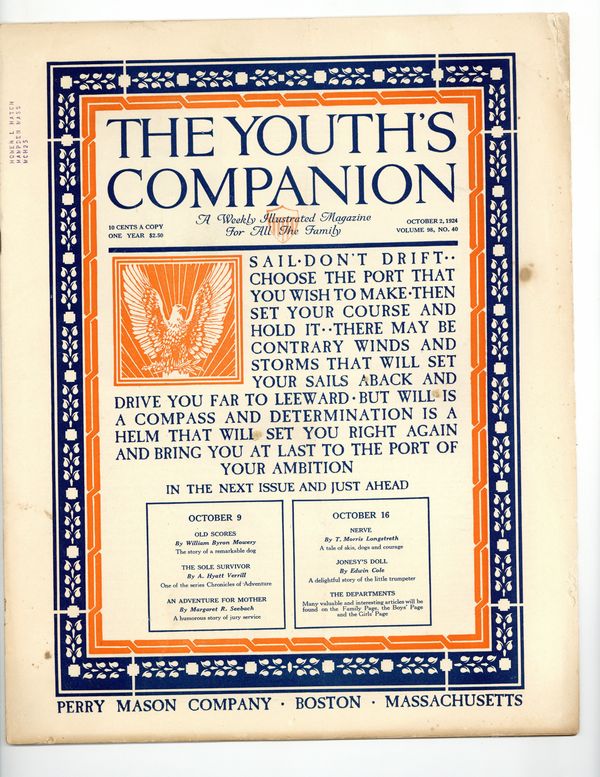 HOMER L HATCH
HAMPDEN MASS
MCH25
THE YOUTH'S
COMPANION
10 CENTS A COPY
ONE YEAR $2.50
A Weekly Illustrated Magazine
For All The Family
OCTOBER 2, 1924
VOLUME 98, NO. 40
SAIL·DON'T DRIFT··
CHOOSE THE PORT THAT
YOU WISH TO MAKE·THEN
SET YOUR COURSE AND
HOLD IT··THERE MAY BE
CONTRARY WINDS AND
STORMS THAT WILL SET
YOUR SAILS ABACK AND
DRIVE YOU FAR TO LEEWARD·BUT WILL IS
A COMPASS AND DETERMINATION IS A
HELM THAT WILL SET YOU RIGHT AGAIN
AND BRING YOU AT LAST TO THE PORT OF
YOUR AMBITION
IN THE NEXT ISSUE AND JUST AHEAD
OCTOBER 9
OLD SCORES
By William Byron Mowery
The story of a remarkable dog
THE SOLE SURVIVOR
By A. Hyatt Verrill
One of the series Chronicles of Adventure
AN ADVENTURE FOR MOTHER
By Margaret R. Seebach
A humorous story of jury service
OCTOBER 16
NERVE
By T. Morris Longstreth
A tale of skis, dogs and courage
JONESY'S DOLL
By Edwin Cole
A delightful story of the little trumpeter
THE DEPARTMENTS
Many valuable and interesting articles will be
found on the Family Page, the Boys' Page
and the Girls' Page
PERRY MASON COMPANY · BOSTON · MASSACHUSETTS